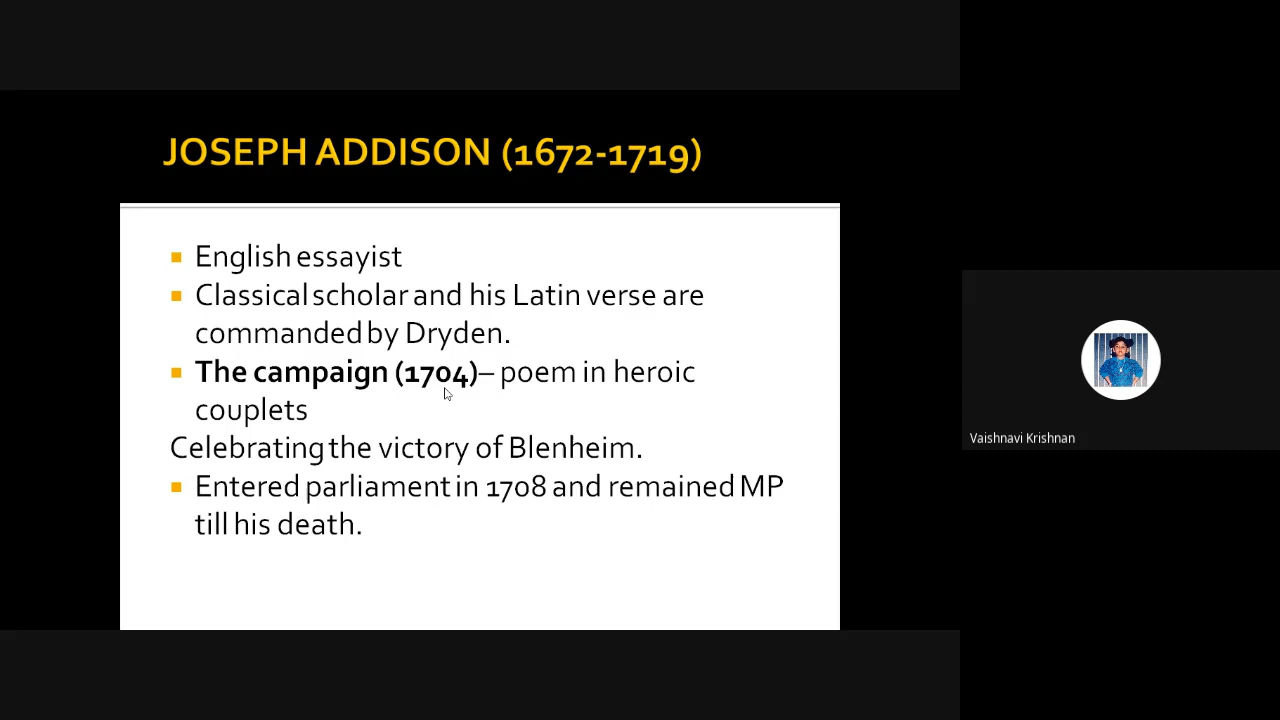 JOSEPH ADDISON (1672-1719)
English essayist
Classical scholar and his Latin verse are
commanded by Dryden.
The campaign (1704)– poem in heroic
couplets
Celebrating the victory of Blenheim.
Entered parliament in 1708 and remained MP
till his death.
Vaishnavi Krishnan